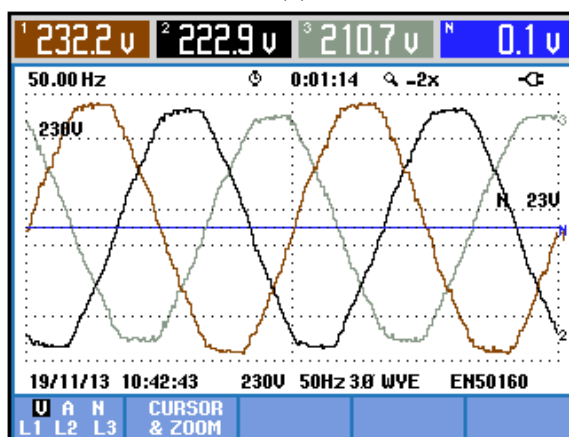 1 232.2 V 2 222.9 V 3 210.7 V N 0.1 V
50.00 Hz 0:01:14 -2x
230V
3
N 23V
N
1
2
19/11/13 10:42:43 230V 50Hz 3Ø WYE EN50160
V A N CURSOR
L1 L2 L3 & ZOOM